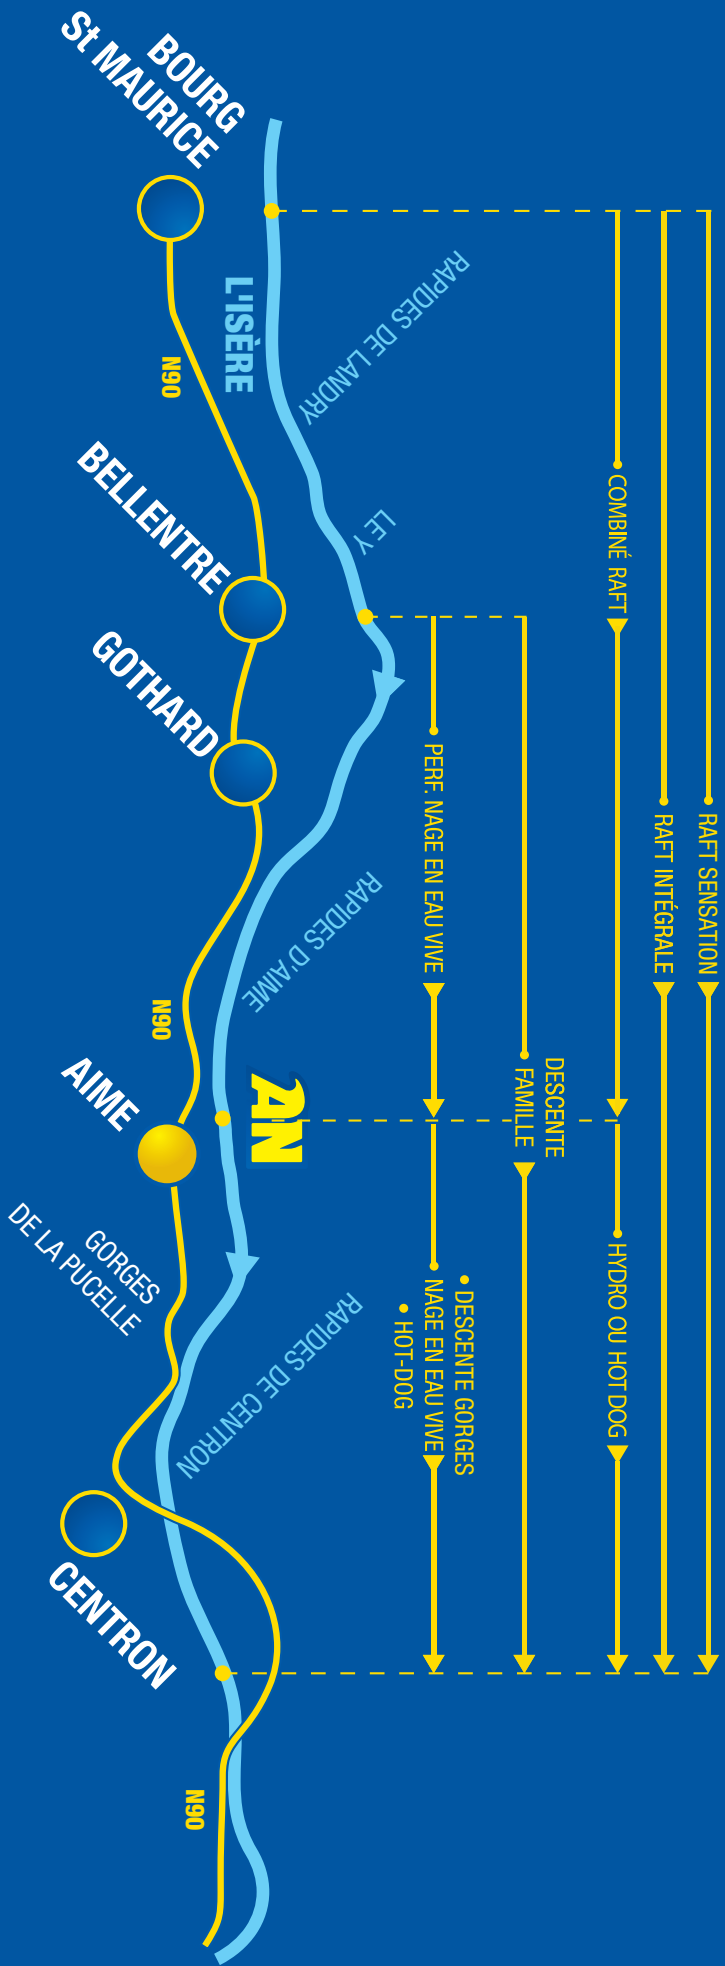 BOURG
St MAURICE
L'ISÈRE
RAPIDES DE LANDRY
N90
BELLENTRE
LE Y
COMBINÉ RAFT
GOTHARD
PERF. NAGE EN EAU VIVE
RAFT INTÉGRALE
RAFT SENSATION
RAPIDES D'AIME
N90
AIME
AN
DESCENTE
FAMILLE
GORGES
DE LA PUCELLE
RAPIDES DE CENTRON
• DESCENTE GORGES
• NAGE EN EAU VIVE
• HOT-DOG
HYDRO OU HOT DOG
CENTRON
N90